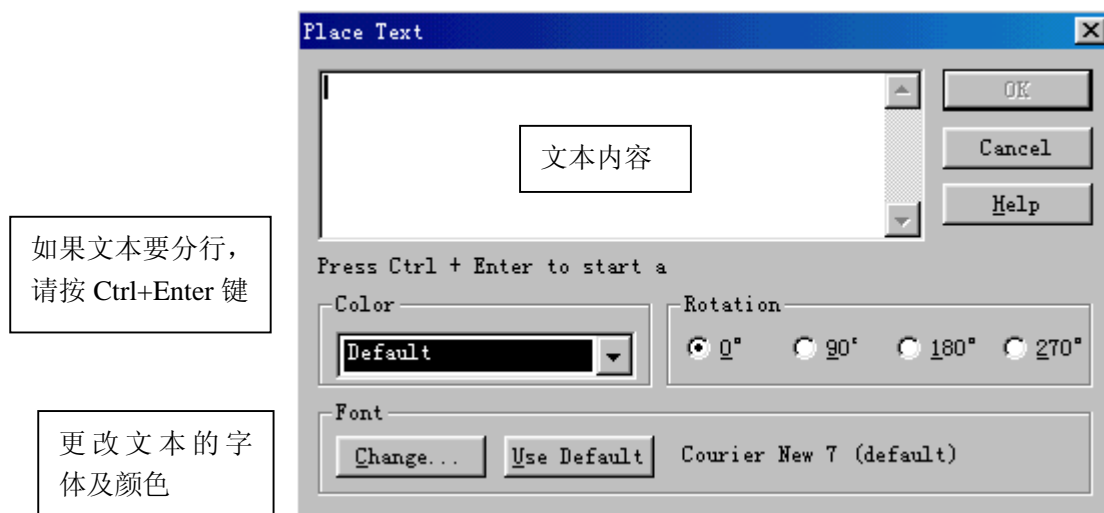 Place Text
文本内容
OK
Cancel
Help
如果文本要分行，
请按 Ctrl+Enter 键
Press Ctrl + Enter to start a
Color
Default
Rotation
0° 90° 180° 270°
更改文本的字
体及颜色
Font
Change... Use Default Courier New 7 (default)